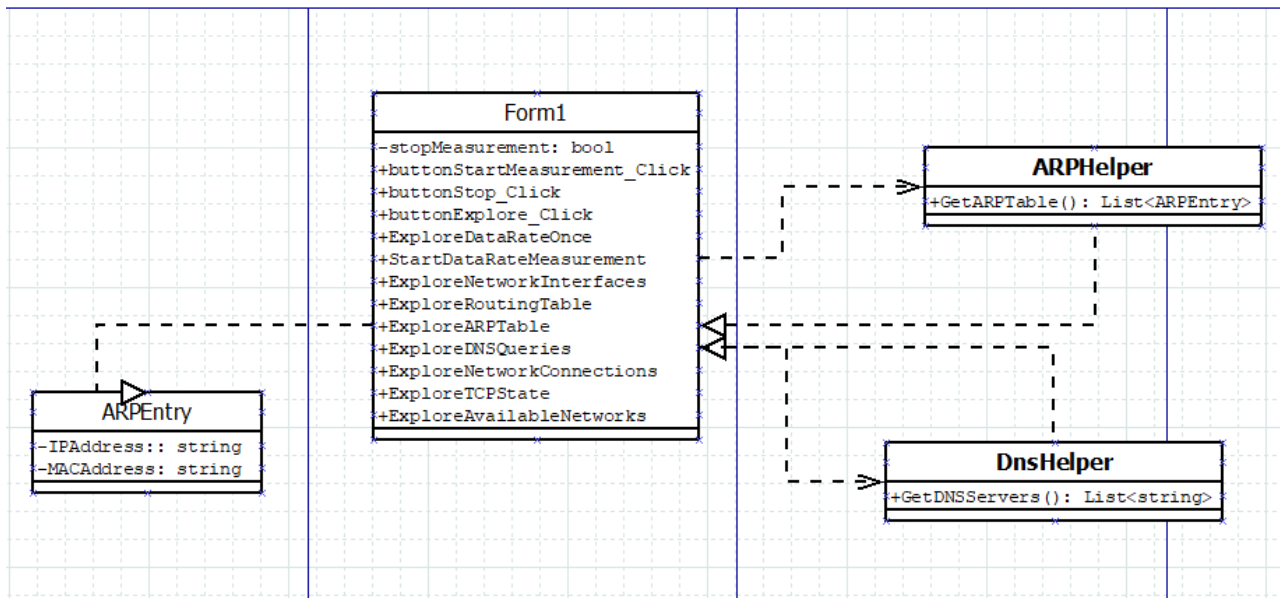 Form1
-stopMeasurement: bool
+buttonStartMeasurement_Click
+buttonStop_Click
+buttonExplore_Click
+ExploreDataRateOnce
+StartDataRateMeasurement
+ExploreNetworkInterfaces
+ExploreRoutingTable
+ExploreARPTable
+ExploreDNSQueries
+ExploreNetworkConnections
+ExploreTCPState
+ExploreAvailableNetworks
ARPHelper
+GetARPTable(): List<ARPEntry>
ARPEntry
-IPAddress:: string
-MACAddress: string
DnsHelper
+GetDNSServers(): List<string>